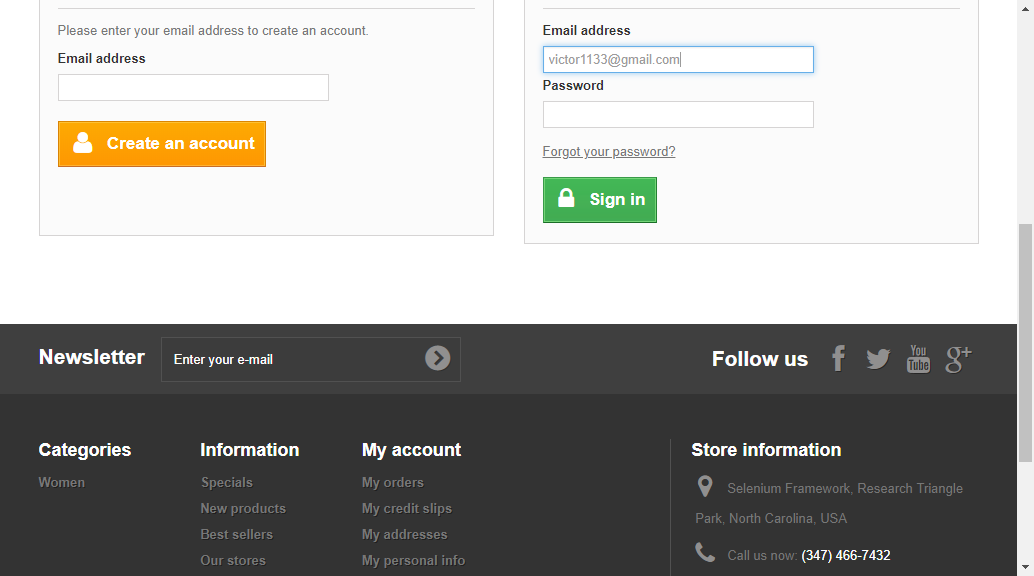 Please enter your email address to create an account.
Email address
Create an account
Email address
victor1133@gmail.com
Password
Forgot your password?
Sign in
Newsletter
Enter your e-mail
Follow us
You
Tube
g+
Categories
Women
Information
Specials
New products
Best sellers
Our stores
My account
My orders
My credit slips
My addresses
My personal info
Store information
Selenium Framework, Research Triangle
Park, North Carolina, USA
Call us now: (347) 466-7432